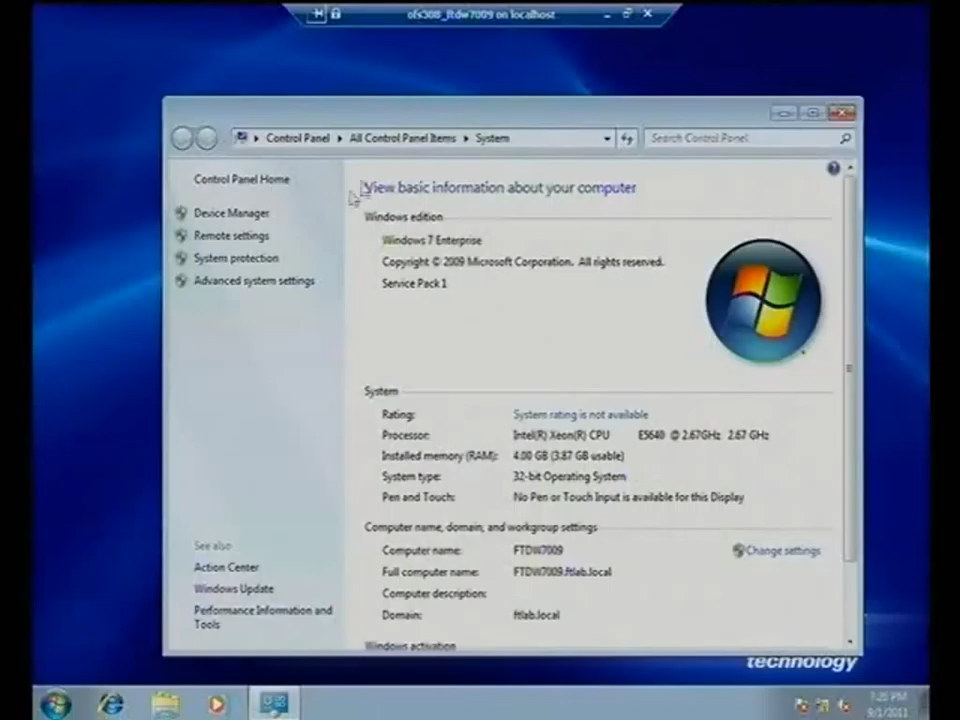 ofs308_ftdw7009 on localhost
Control Panel All Control Panel Items System
Search Control Panel
Control Panel Home
Device Manager
Remote settings
System protection
Advanced system settings
See also
Action Center
Windows Update
Performance Information and
Tools
View basic information about your computer
Windows edition
Windows 7 Enterprise
Copyright © 2009 Microsoft Corporation. All rights reserved.
Service Pack 1
System
Rating: System rating is not available
Processor: Intel(R) Xeon(R) CPU E5640 @ 2.67GHz 2.67 GHz
Installed memory (RAM): 4.00 GB (3.87 GB usable)
System type: 32-bit Operating System
Pen and Touch: No Pen or Touch Input is available for this Display
Computer name, domain, and workgroup settings
Computer name: FTDW7009 Change settings
Full computer name: FTDW7009.ftlab.local
Computer description:
Domain: ftlab.local
Windows activation
technology
7:25 PM
9/1/2011